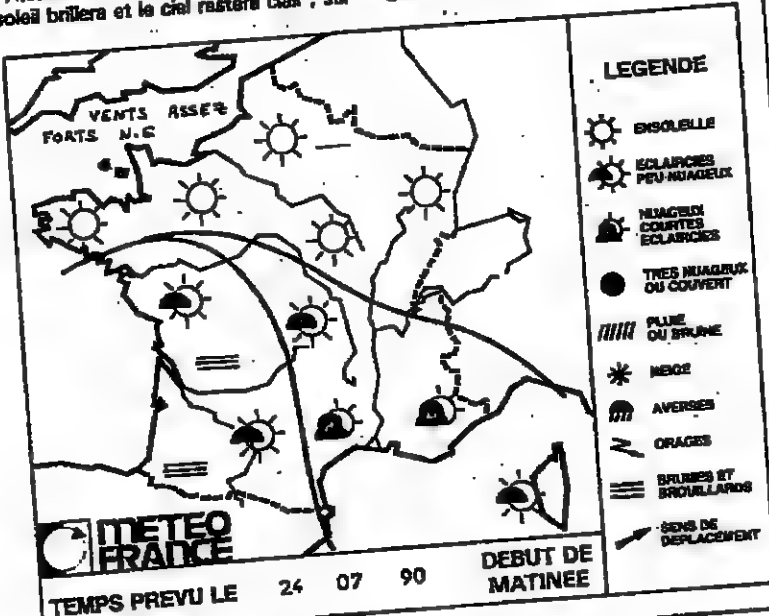 soleil brillera et le ciel restera clair, sur
VENTS ASSEZ
FORTS N.E
METEO
FRANCE
TEMPS PREVU LE 24 07 90 DEBUT DE
MATINEE
LEGENDE
ENSOLEILLE
ECLAIRCIES
PEU NUAGEUX
NUAGEUX
COURTES
ECLAIRCIES
TRES NUAGEUX
OU COUVERT
PLUIE
OU BRUINE
NEIGE
AVERSES
ORAGES
BRUMES ET
BROUILLARDS
SENS DE
DEPLACEMENT